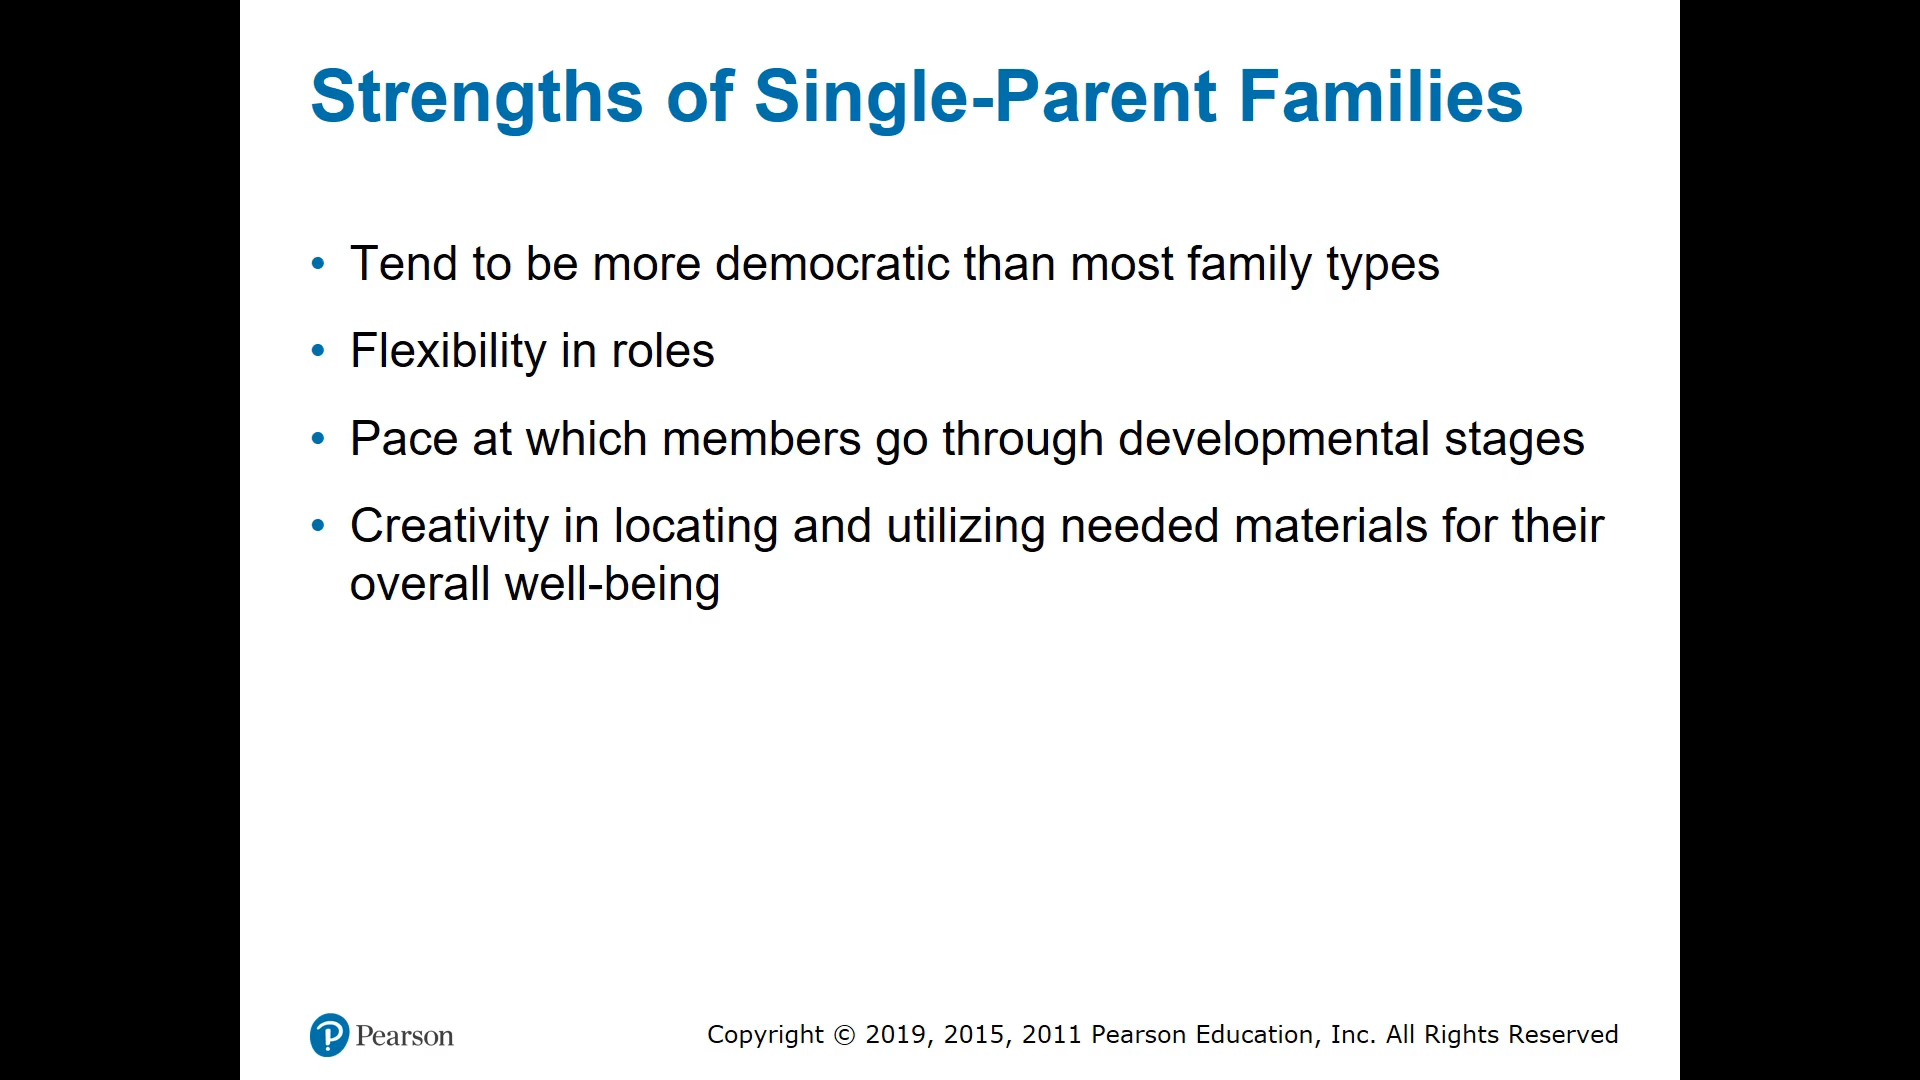 Strengths of Single-Parent Families
• Tend to be more democratic than most family types
• Flexibility in roles
• Pace at which members go through developmental stages
• Creativity in locating and utilizing needed materials for their
overall well-being
Pearson
Copyright © 2019, 2015, 2011 Pearson Education, Inc. All Rights Reserved